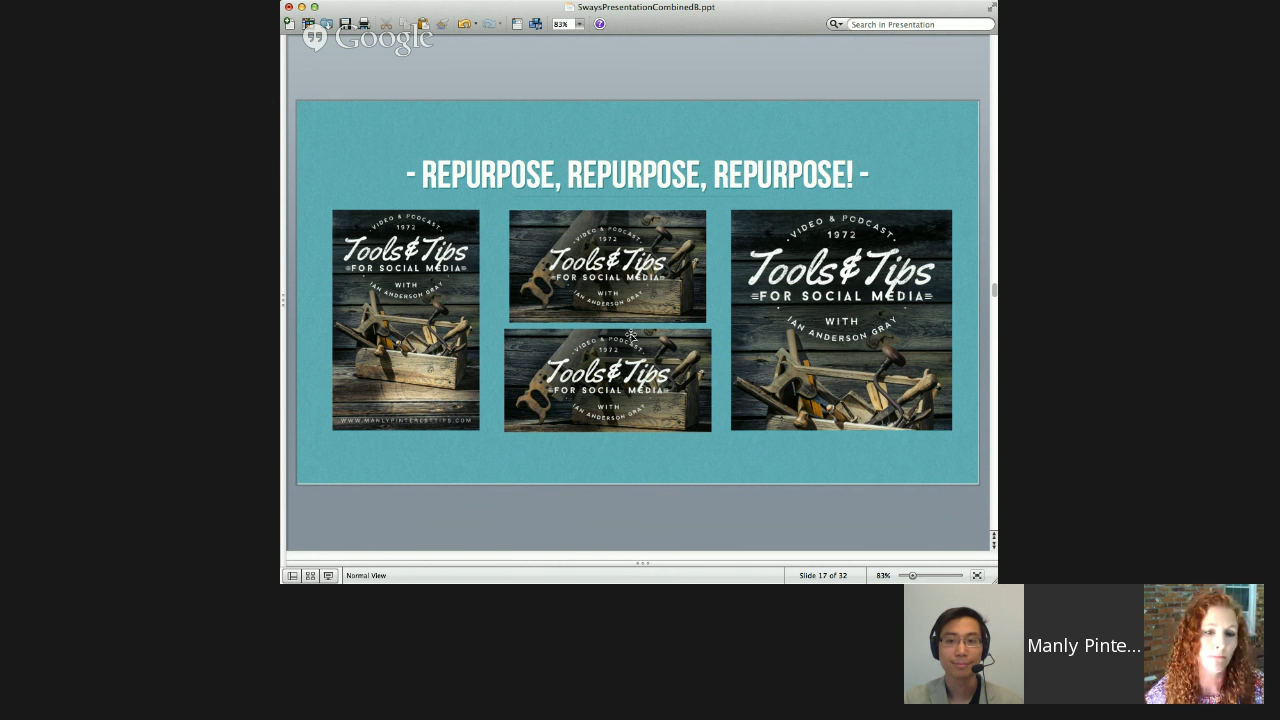 SwaysPresentationCombinedB.ppt
83%
Search in Presentation
Google
- REPURPOSE, REPURPOSE, REPURPOSE! -
• VIDEO & PODCAST •
1972
Tools & Tips
FOR SOCIAL MEDIA
WITH
IAN ANDERSON GRAY
WWW.MANLYPINTERESTTIPS.COM
• VIDEO & PODCAST •
1972
Tools & Tips
FOR SOCIAL MEDIA
WITH
IAN ANDERSON GRAY
• VIDEO & PODCAST •
1972
Tools & Tips
FOR SOCIAL MEDIA
WITH
IAN ANDERSON GRAY
• VIDEO & PODCAST •
1972
Tools & Tips
FOR SOCIAL MEDIA
WITH
IAN ANDERSON GRAY
Normal View
Slide 17 of 32
83%
Manly Pinte...